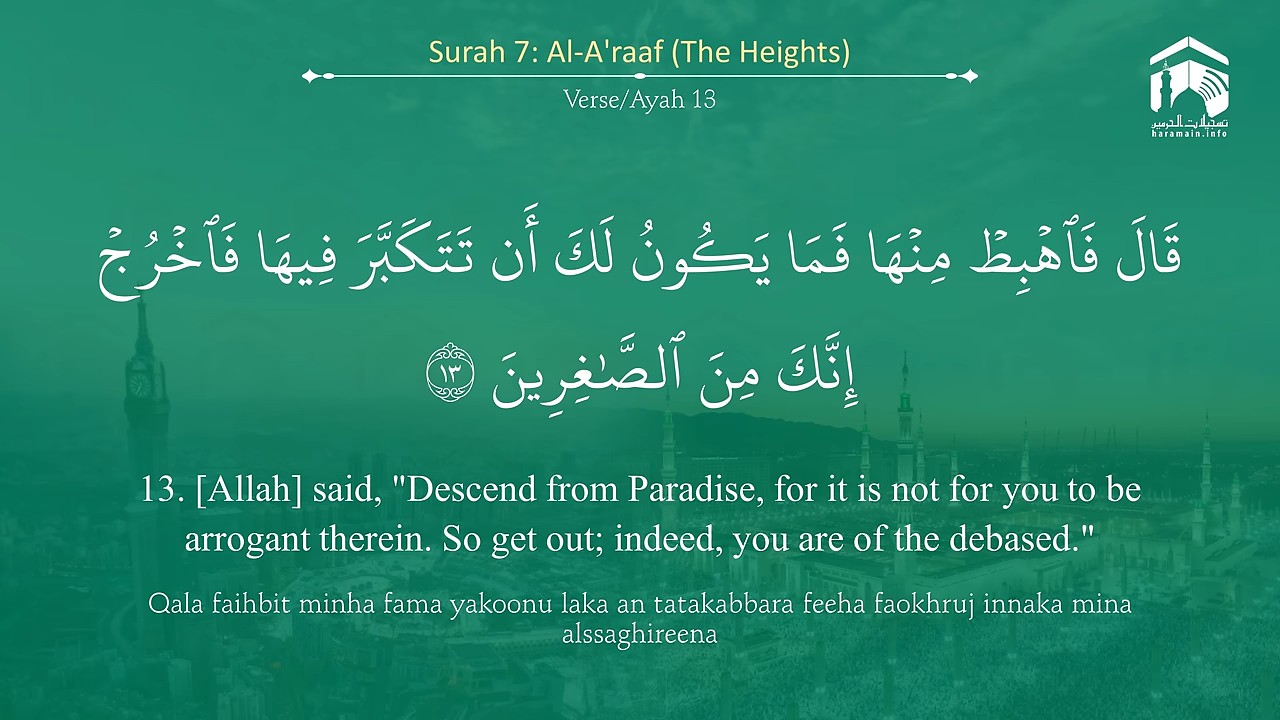 Surah 7: Al-A'raaf (The Heights)
Verse/Ayah 13
تسجيلات الحرمين
haramain.info
قَالَ فَٱهْبِطْ مِنْهَا فَمَا يَكُونُ لَكَ أَن تَتَكَبَّرَ فِيهَا فَٱخْرُجْ
إِنَّكَ مِنَ ٱلصَّـٰغِرِينَ ١٣
13. [Allah] said, "Descend from Paradise, for it is not for you to be
arrogant therein. So get out; indeed, you are of the debased."
Qala faihbit minha fama yakoonu laka an tatakabbara feeha faokhruj innaka mina
alssaghireena